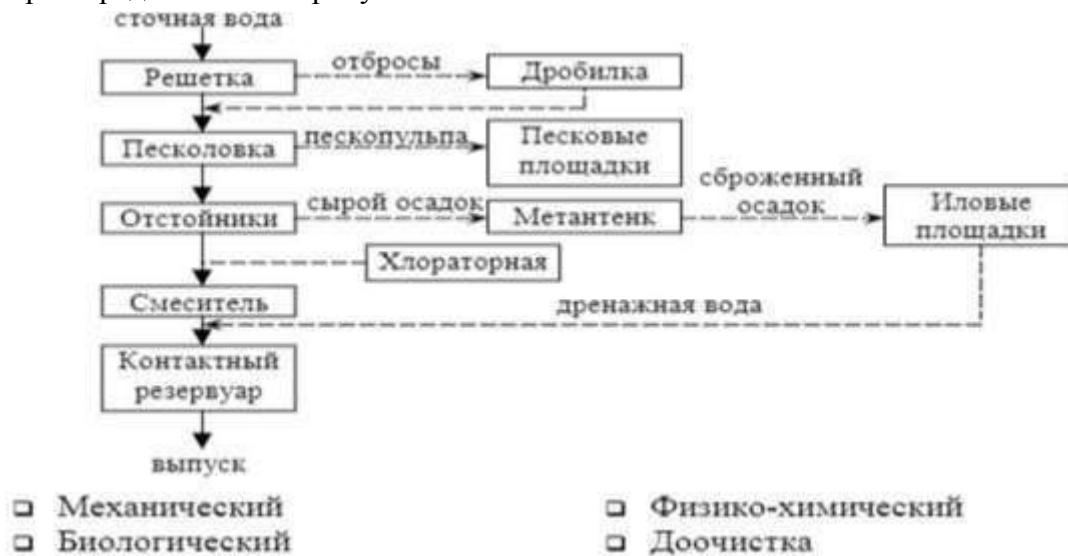 сточная вода
Решетка
отбросы
Дробилка
Песколовка
пескопульпа
Песковые
площадки
Отстойники
сырой осадок
Метантенк
сброженный
осадок
Иловые
площадки
Хлораторная
Смеситель
дренажная вода
Контактный
резервуар
выпуск
❑ Механический
❑ Физико-химический
❑ Биологический
❑ Доочистка